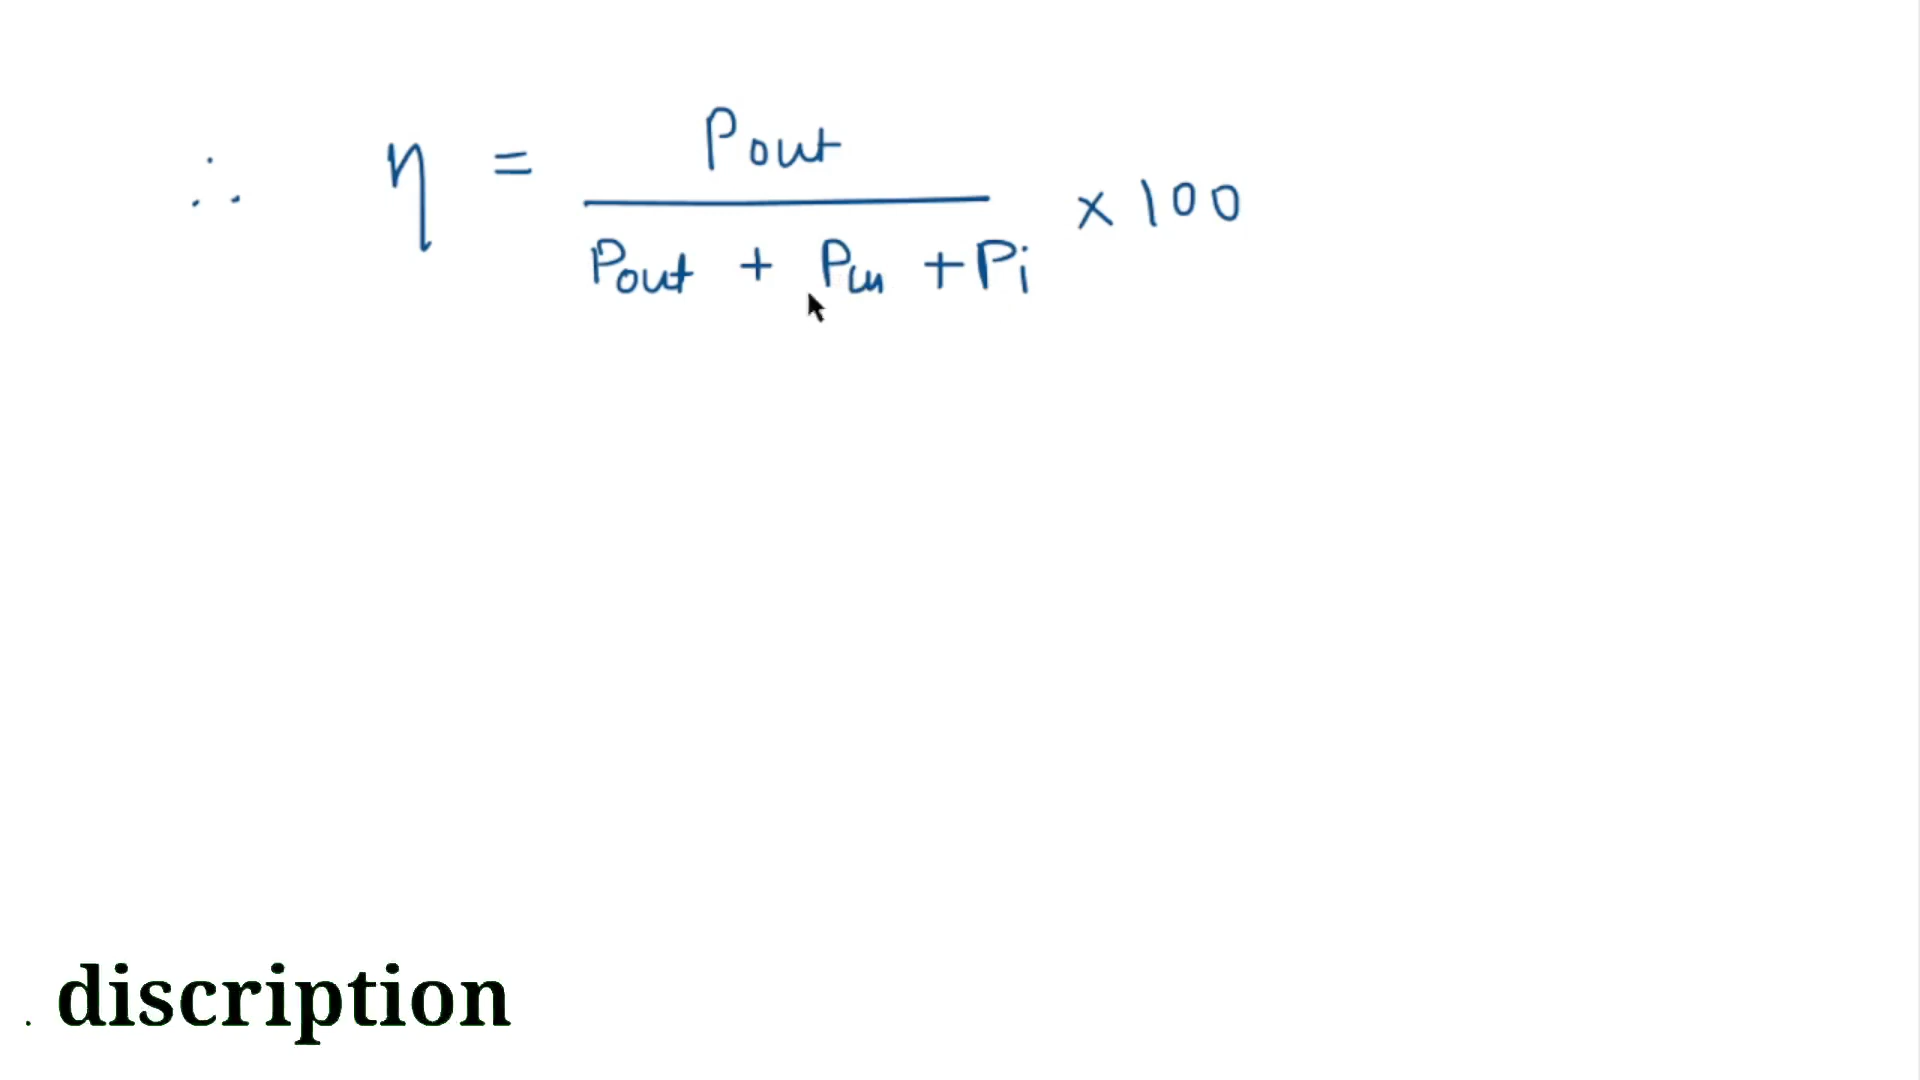 ∴ η = Pout
Pout + Pcu + Pi × 100
. discription